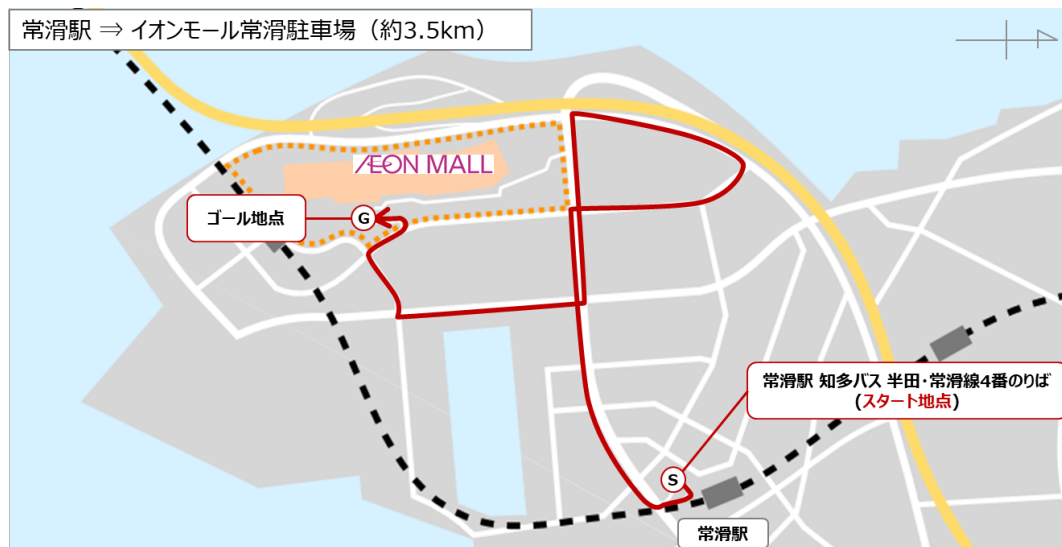 常滑駅 ⇒ イオンモール常滑駐車場（約3.5km）
ÆON MALL
ゴール地点
G
常滑駅 知多バス 半田・常滑線4番のりば
(スタート地点)
S
常滑駅